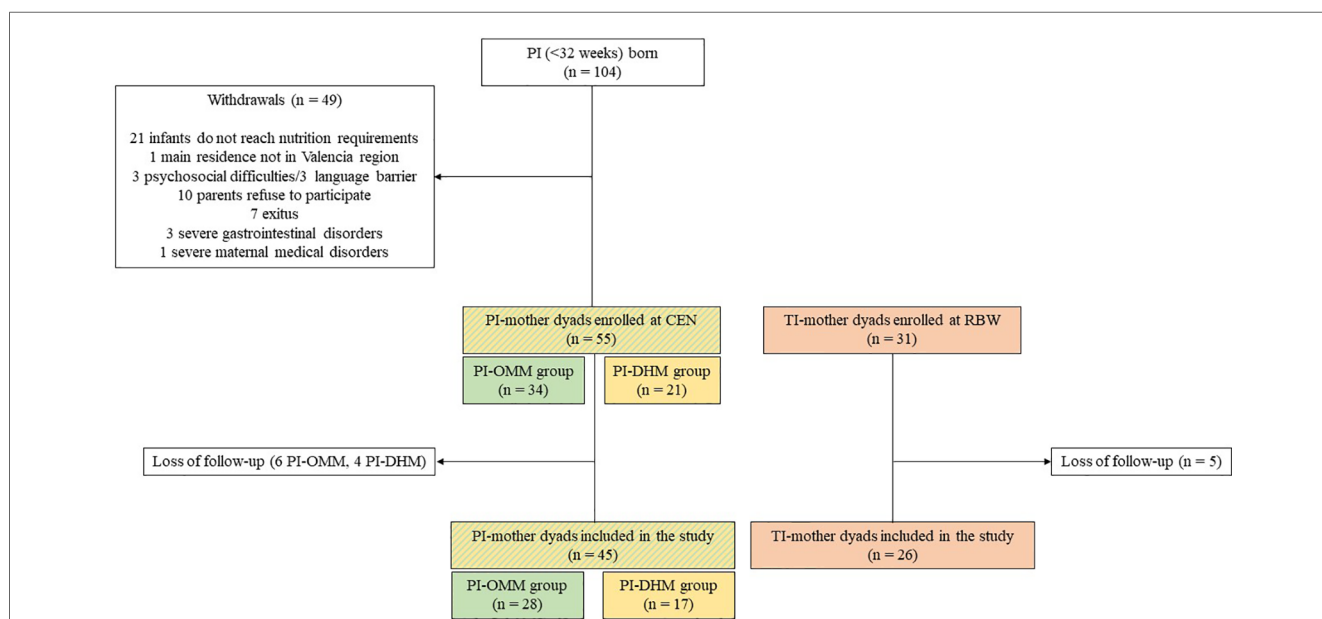 PI (<32 weeks) born
(n = 104)
Withdrawals (n = 49)
21 infants do not reach nutrition requirements
1 main residence not in Valencia region
3 psychosocial difficulties/3 language barrier
10 parents refuse to participate
7 exitus
3 severe gastrointestinal disorders
1 severe maternal medical disorders
PI-mother dyads enrolled at CEN
(n = 55)
PI-OMM group
(n = 34)
PI-DHM group
(n = 21)
TI-mother dyads enrolled at RBW
(n = 31)
Loss of follow-up (6 PI-OMM, 4 PI-DHM)
Loss of follow-up (n = 5)
PI-mother dyads included in the study
(n = 45)
PI-OMM group
(n = 28)
PI-DHM group
(n = 17)
TI-mother dyads included in the study
(n = 26)